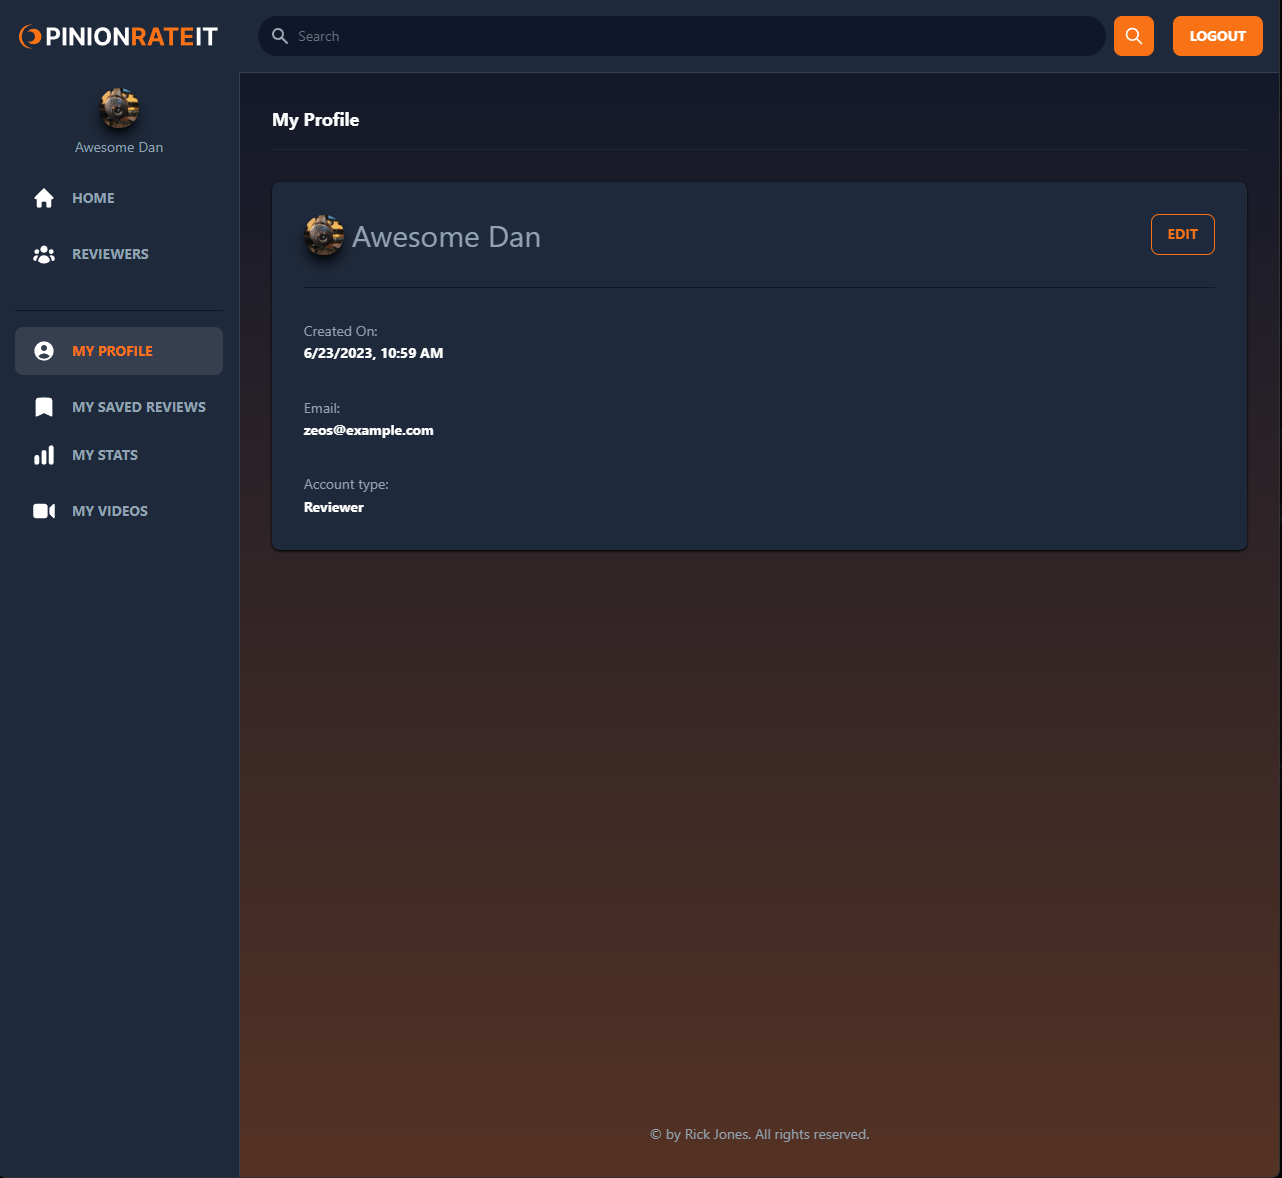 PINIONRATEIT
Search
LOGOUT
Awesome Dan
HOME
REVIEWERS
MY PROFILE
MY SAVED REVIEWS
MY STATS
MY VIDEOS
My Profile
Awesome Dan
EDIT
Created On:
6/23/2023, 10:59 AM
Email:
zeos@example.com
Account type:
Reviewer
© by Rick Jones. All rights reserved.